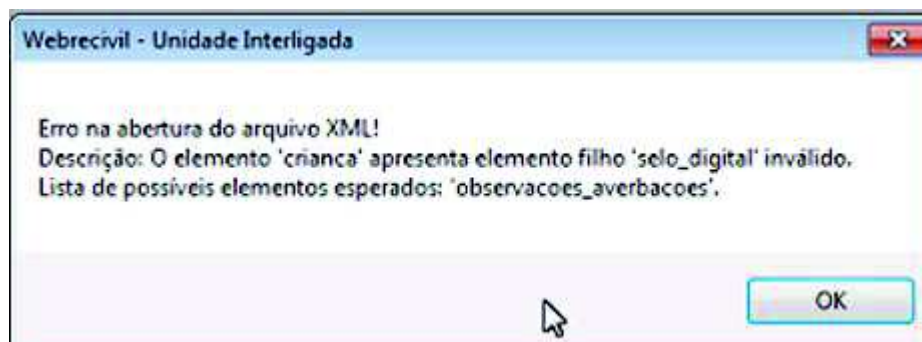 Webrecivil - Unidade Interligada
Erro na abertura do arquivo XML!
Descrição: O elemento 'crianca' apresenta elemento filho 'selo_digital' inválido.
Lista de possíveis elementos esperados: 'observacoes_averbacoes'.
OK